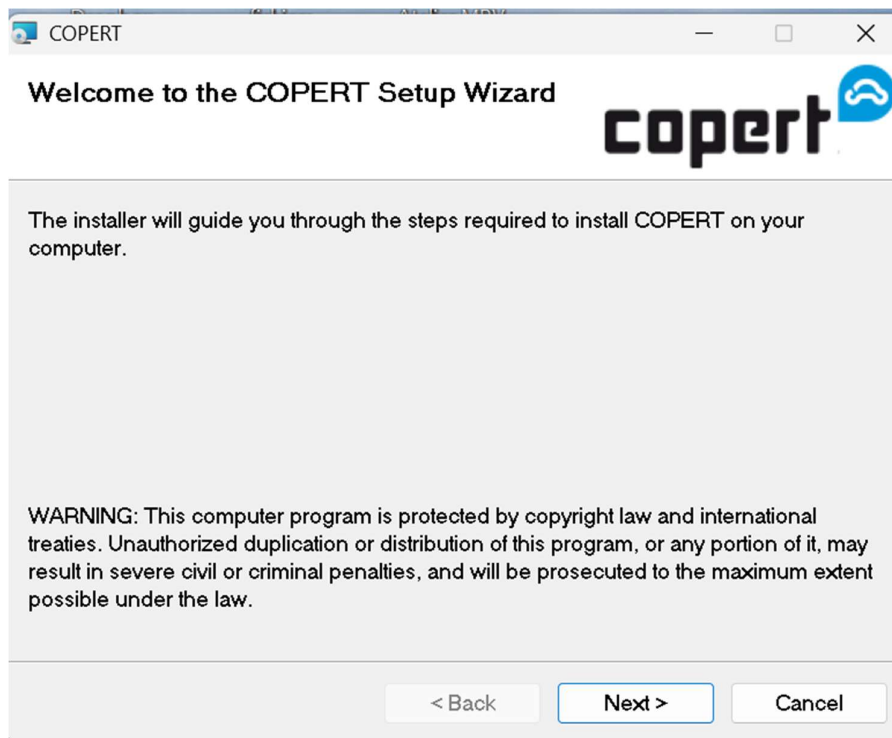 COPERT
Welcome to the COPERT Setup Wizard
copert
The installer will guide you through the steps required to install COPERT on your
computer.
WARNING: This computer program is protected by copyright law and international
treaties. Unauthorized duplication or distribution of this program, or any portion of it, may
result in severe civil or criminal penalties, and will be prosecuted to the maximum extent
possible under the law.
< Back
Next >
Cancel